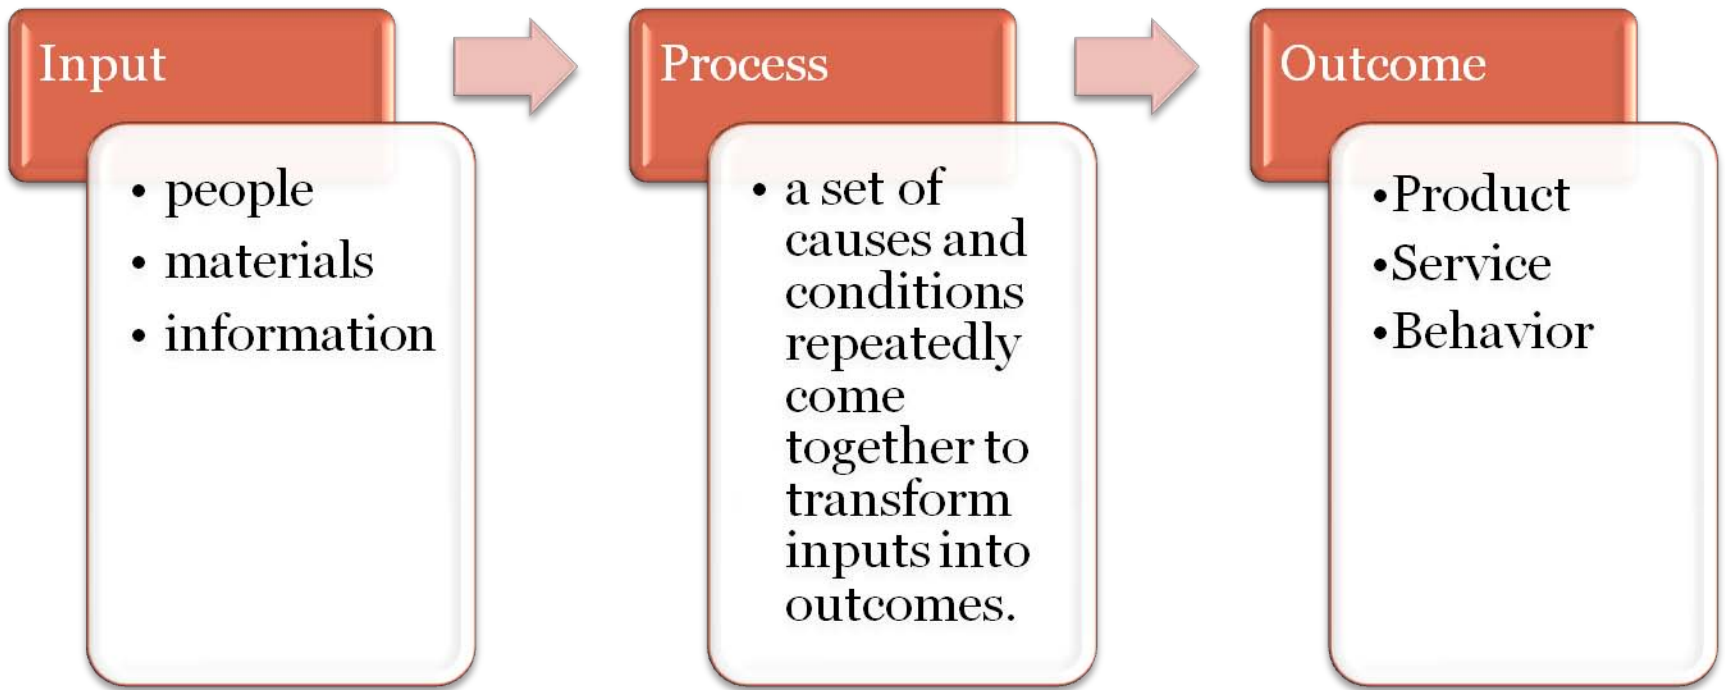 Input
• people
• materials
• information
Process
• a set of
causes and
conditions
repeatedly
come
together to
transform
inputs into
outcomes.
Outcome
•Product
•Service
•Behavior